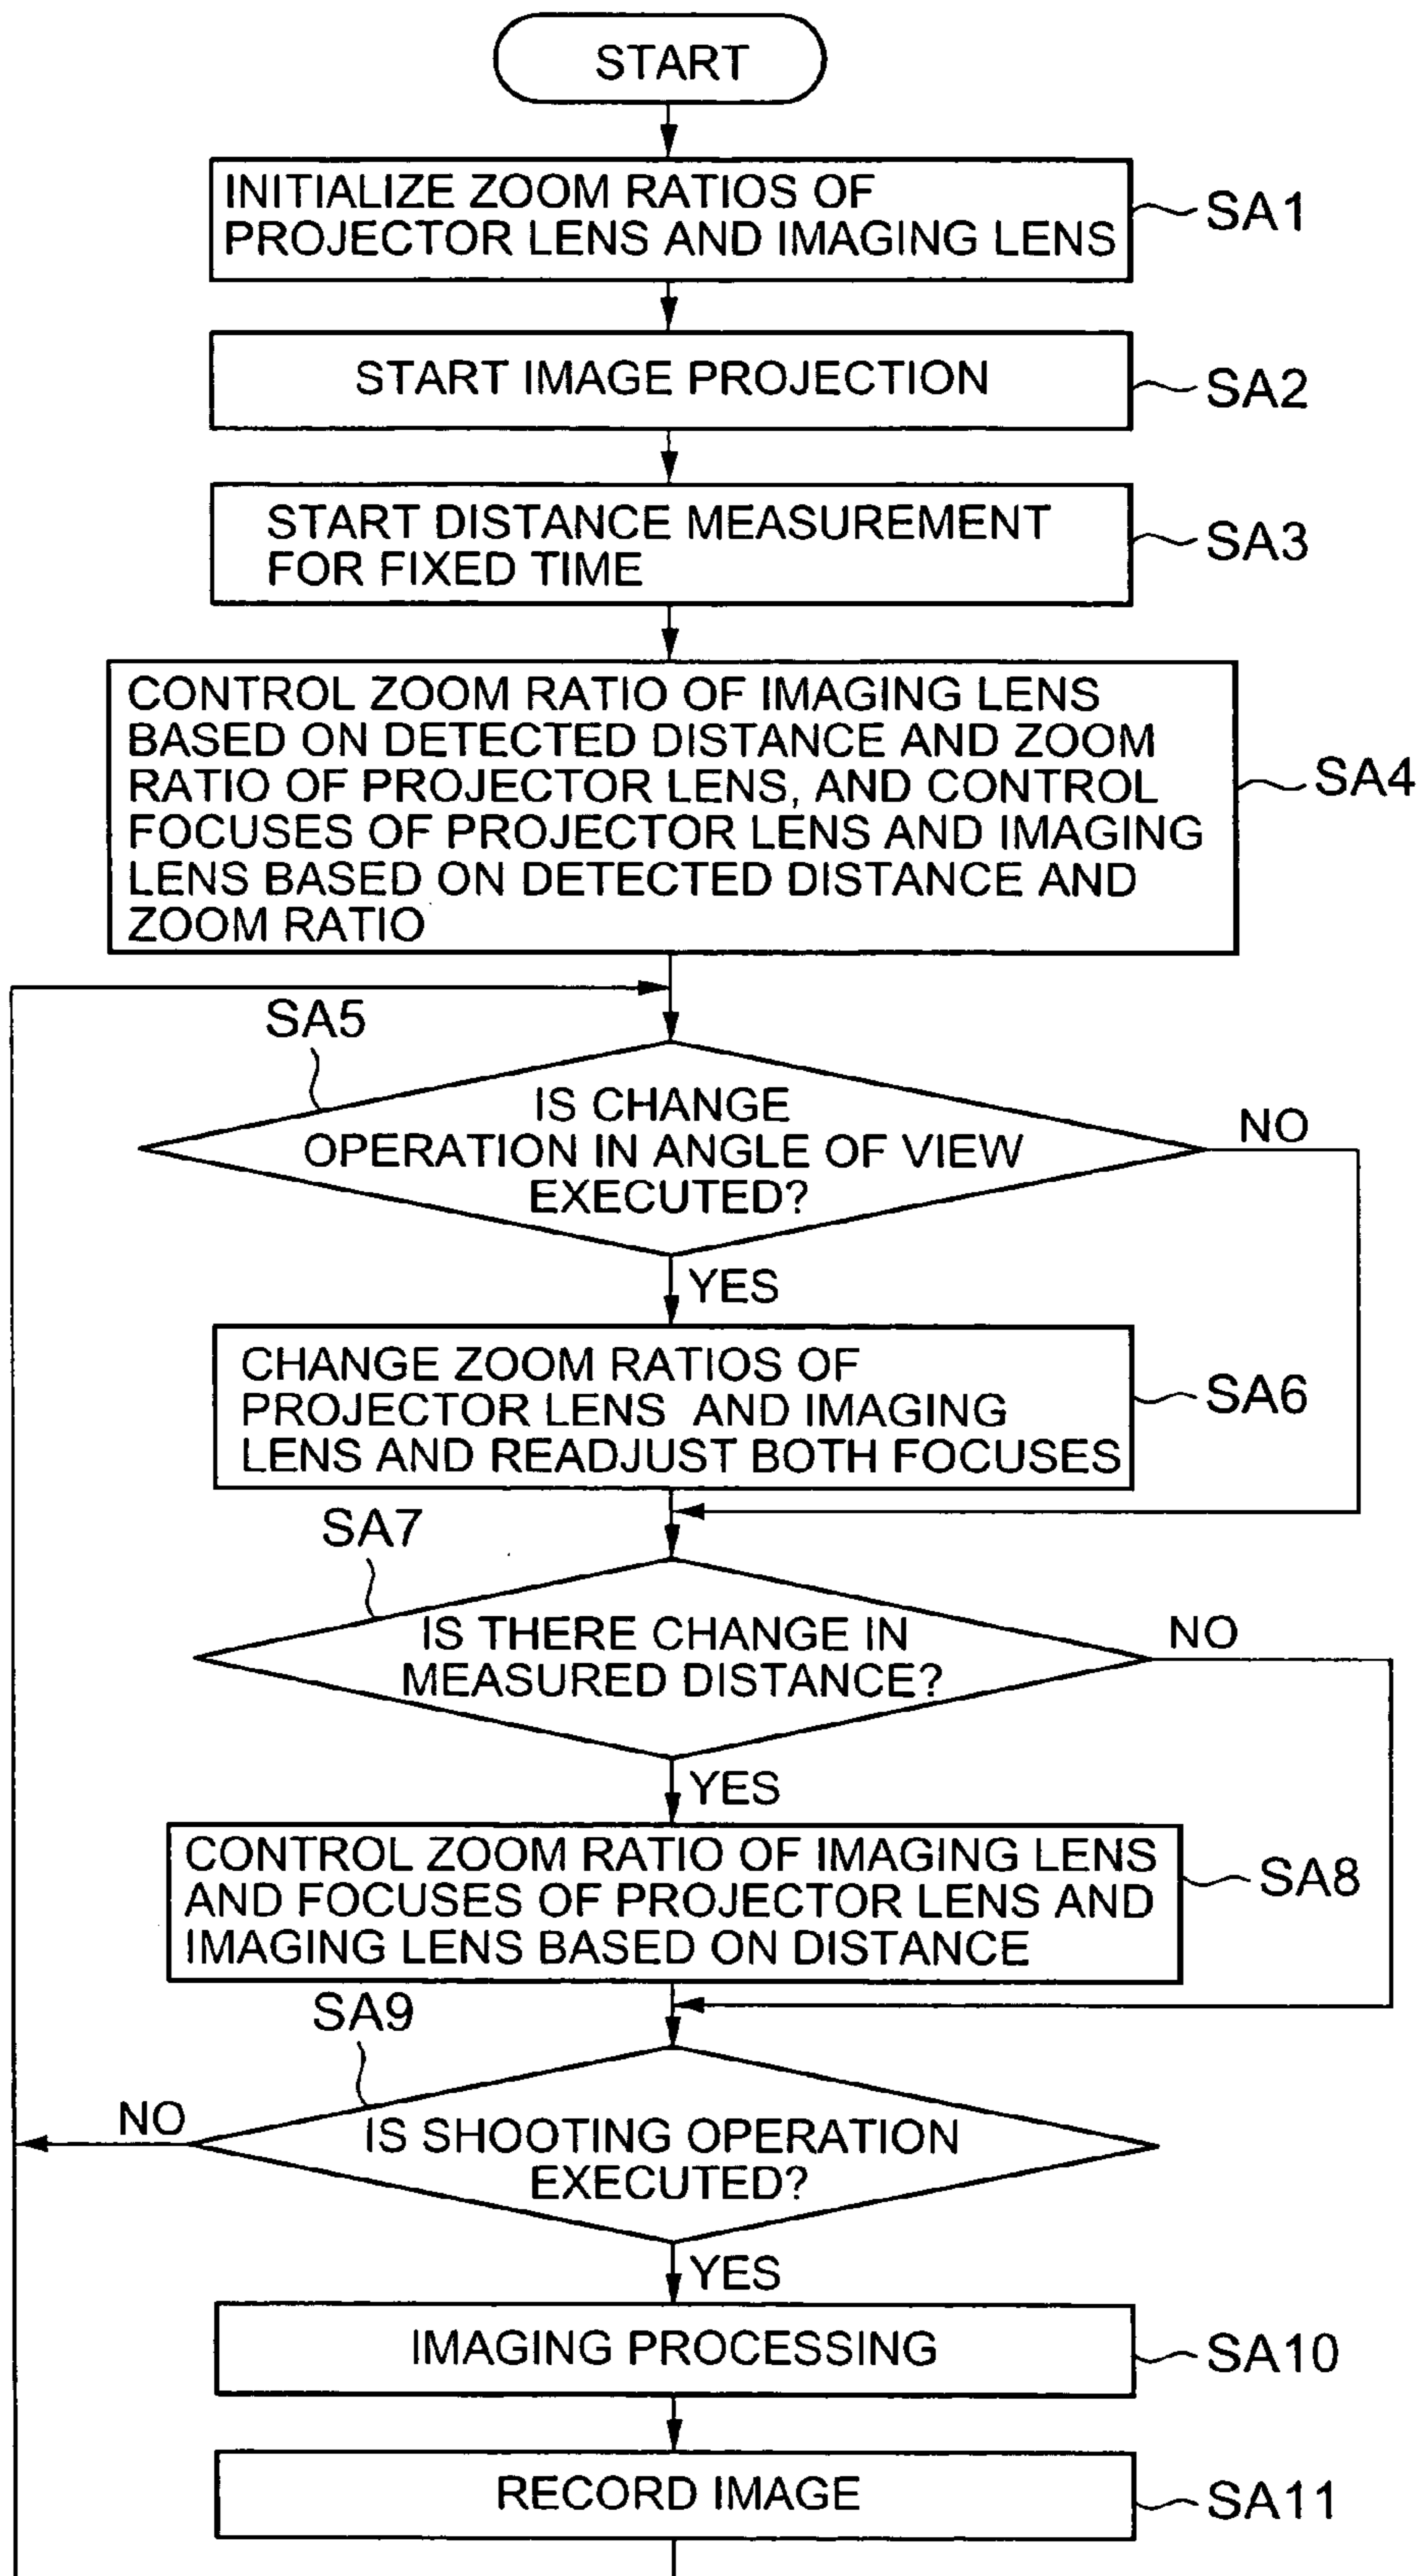 START
INITIALIZE ZOOM RATIOS OF
PROJECTOR LENS AND IMAGING LENS
SA1
START IMAGE PROJECTION
SA2
START DISTANCE MEASUREMENT
FOR FIXED TIME
SA3
CONTROL ZOOM RATIO OF IMAGING LENS
BASED ON DETECTED DISTANCE AND ZOOM
RATIO OF PROJECTOR LENS, AND CONTROL
FOCUSES OF PROJECTOR LENS AND IMAGING
LENS BASED ON DETECTED DISTANCE AND
ZOOM RATIO
SA4
SA5
IS CHANGE
OPERATION IN ANGLE OF VIEW
EXECUTED?
NO
YES
CHANGE ZOOM RATIOS OF
PROJECTOR LENS AND IMAGING
LENS AND READJUST BOTH FOCUSES
SA6
SA7
IS THERE CHANGE IN
MEASURED DISTANCE?
NO
YES
CONTROL ZOOM RATIO OF IMAGING LENS
AND FOCUSES OF PROJECTOR LENS AND
IMAGING LENS BASED ON DISTANCE
SA8
SA9
IS SHOOTING OPERATION
EXECUTED?
NO
YES
IMAGING PROCESSING
SA10
RECORD IMAGE
SA11